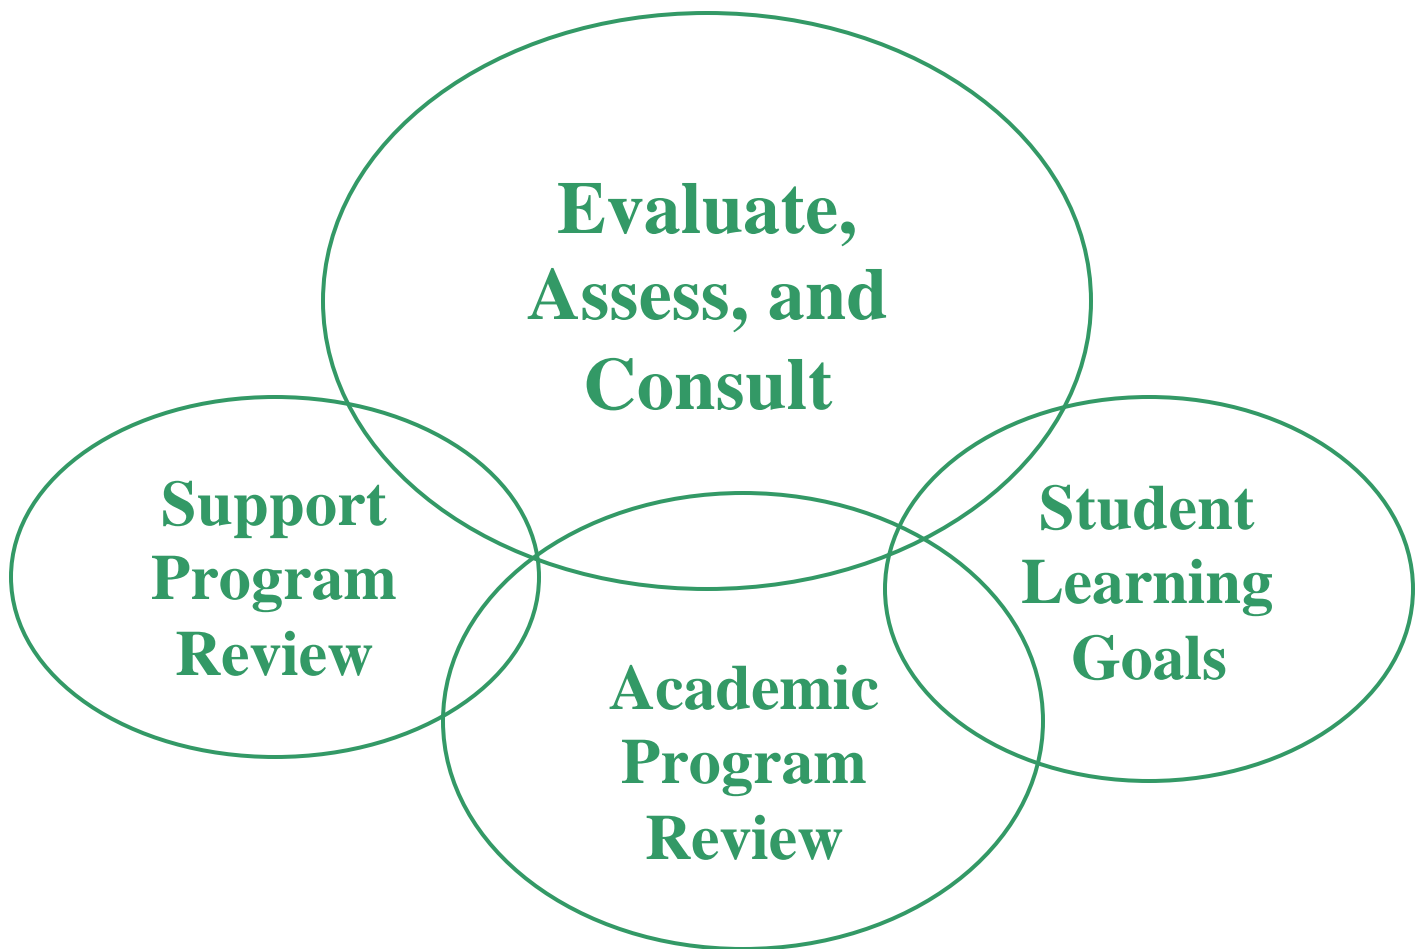 Evaluate,
Assess, and
Consult
Support
Program
Review
Student
Learning
Goals
Academic
Program
Review